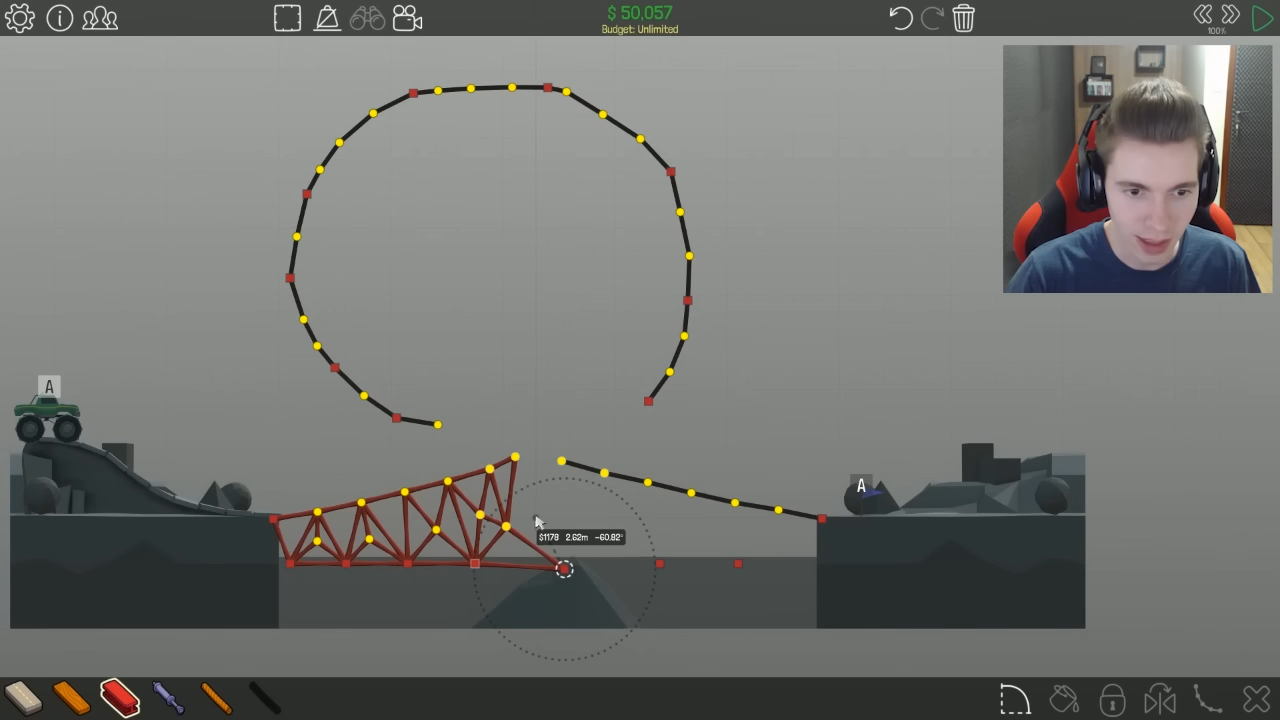 $ 50,057
Budget: Unlimited
100%
A
A
$1178 2.62m -60.82°